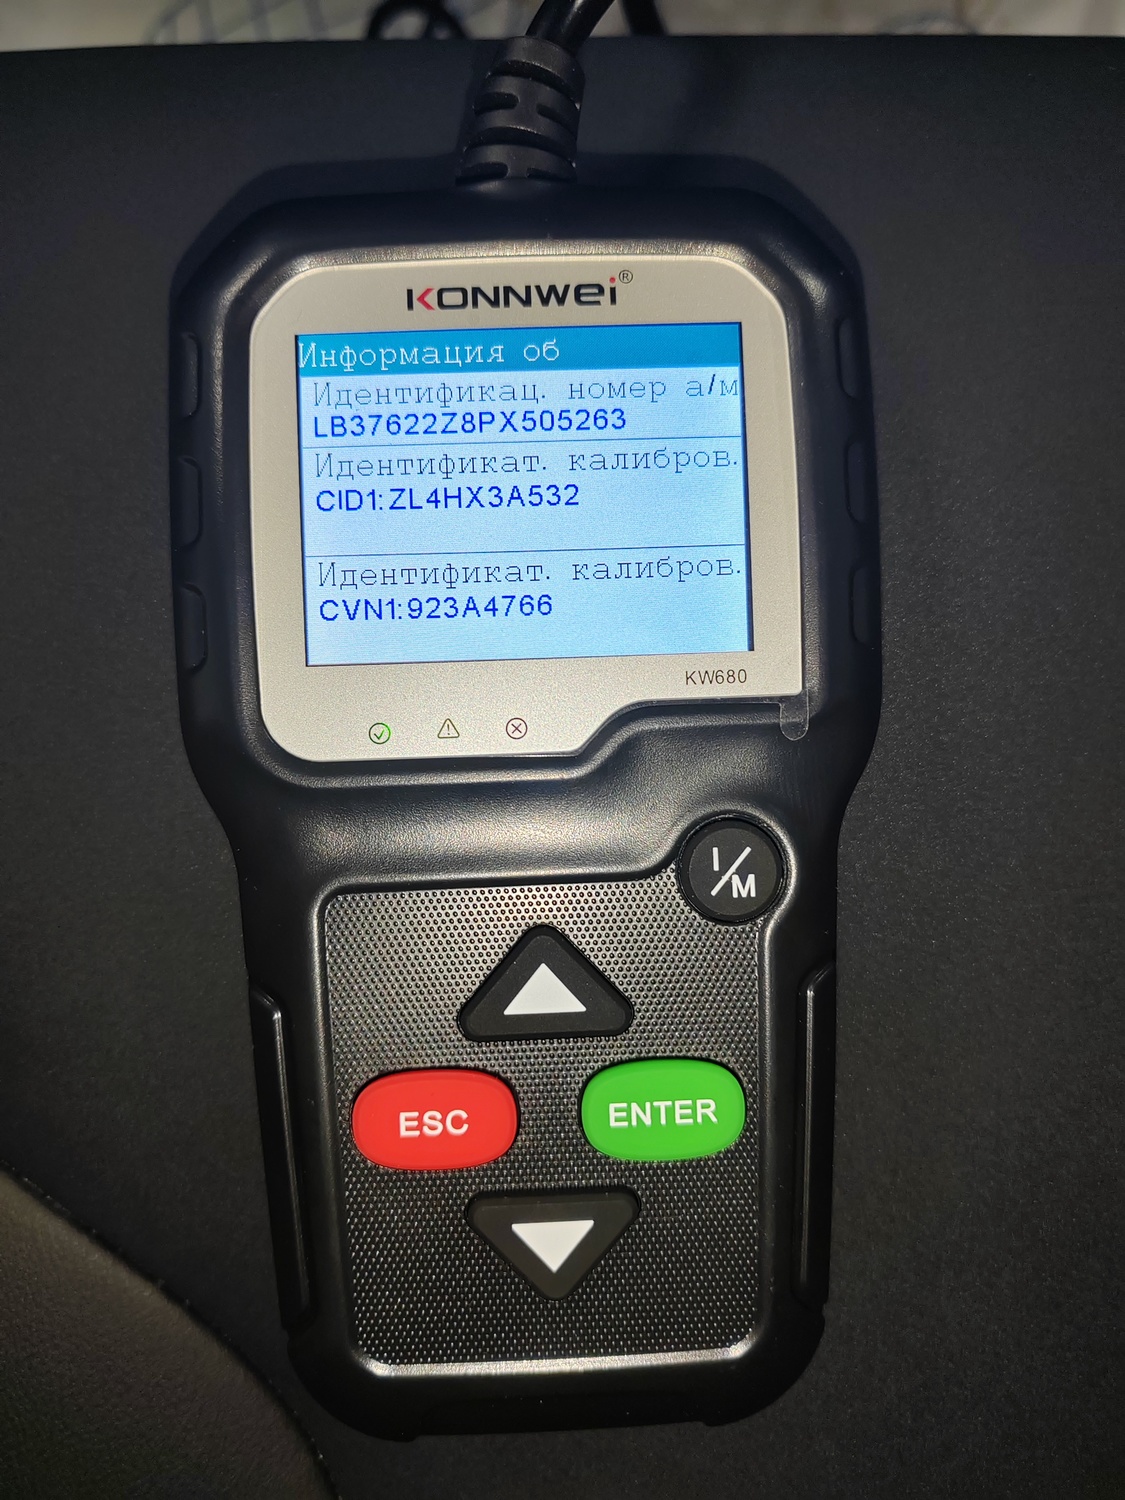 KONNWEI®
Информация об
Идентификац. номер а/м
LB37622Z8PX505263
Идентификат. калибров.
CID1:ZL4HX3A532
Идентификат. калибров.
CVN1:923A4766
KW680
I/M
ESC
ENTER